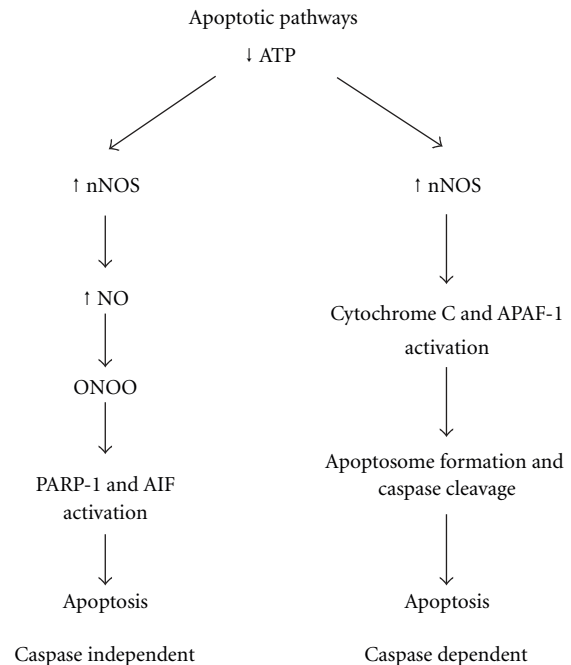 Apoptotic pathways
↓ ATP
↑ nNOS
↑ NO
ONOO
PARP-1 and AIF
activation
Apoptosis
Caspase independent
↑ nNOS
Cytochrome C and APAF-1
activation
Apoptosome formation and
caspase cleavage
Apoptosis
Caspase dependent